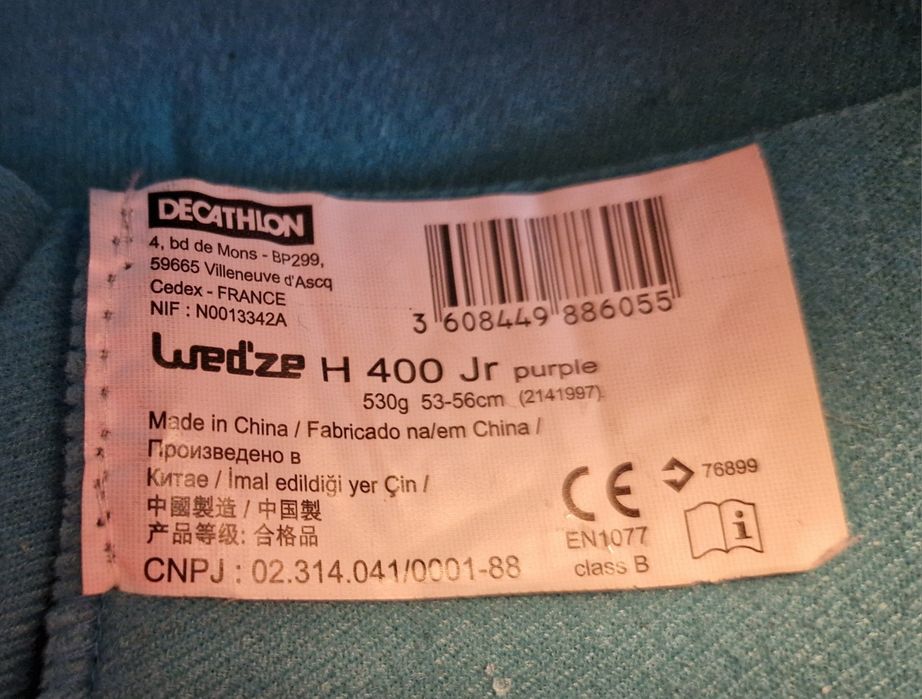 DECATHLON
4, bd de Mons - BP299,
59665 Villeneuve d'Ascq
Cedex - FRANCE
NIF : N0013342A
3 608449 886055
Wed'ze H 400 Jr purple
530g 53-56cm (2141997)
Made in China / Fabricado na/em China /
Произведено в
Китае / İmal edildiği yer Çin /
中國製造 / 中国製
产品等级: 合格品
CNPJ : 02.314.041/0001-88
CE
76899
EN1077
class B
i